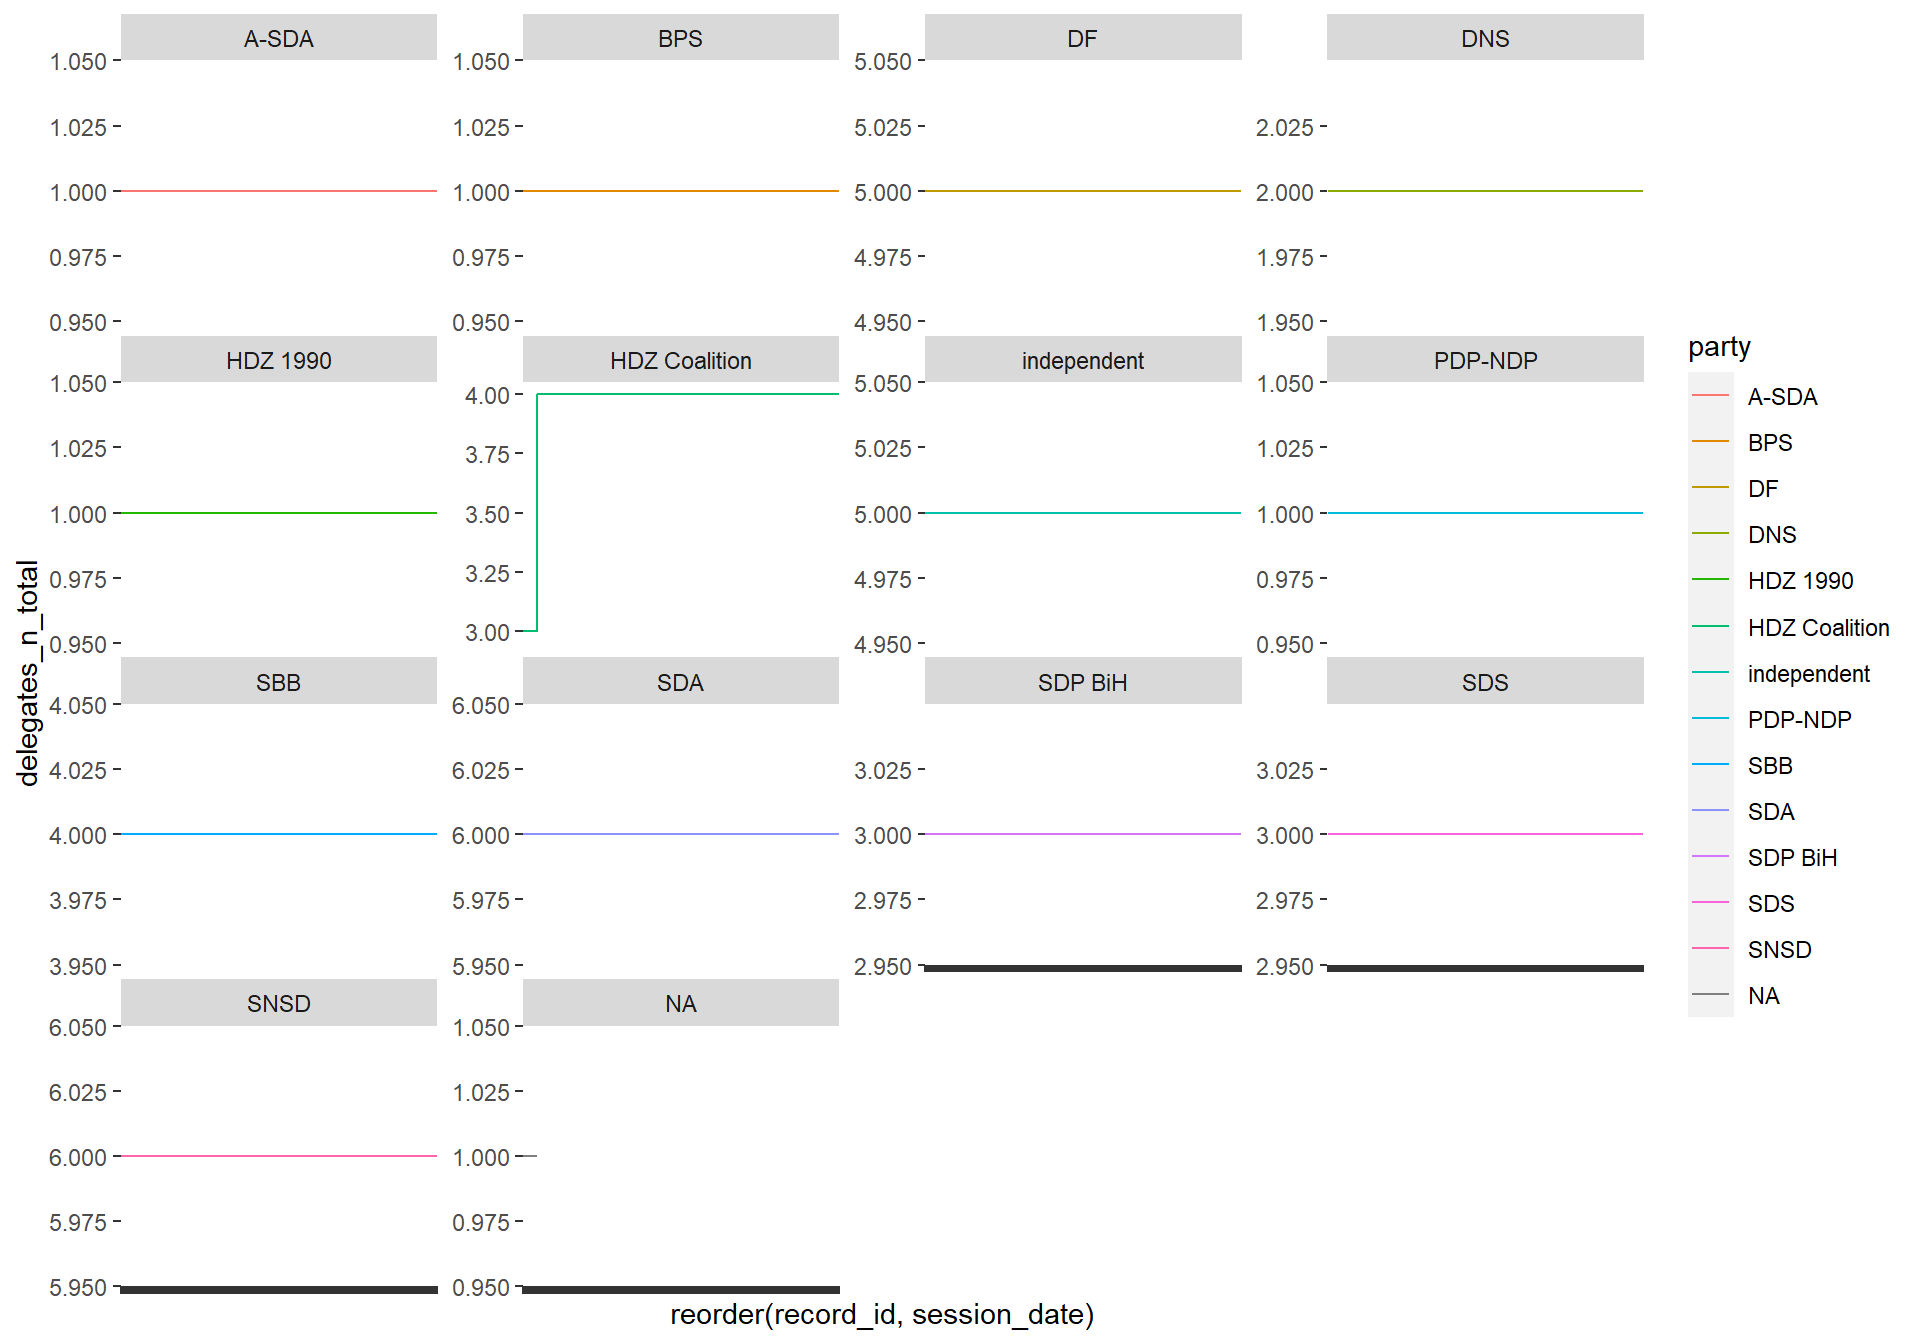 A-SDA
BPS
DF
DNS
1.050
1.025
1.000
0.975
0.950
1.050
1.025
1.000
0.975
0.950
5.050
5.025
5.000
4.975
4.950
2.025
2.000
1.975
1.950
HDZ 1990
HDZ Coalition
independent
PDP-NDP
1.050
1.025
1.000
0.975
0.950
4.00
3.75
3.50
3.25
3.00
5.050
5.025
5.000
4.975
4.950
1.050
1.025
1.000
0.975
0.950
SBB
SDA
SDP BiH
SDS
4.050
4.025
4.000
3.975
3.950
6.050
6.025
6.000
5.975
5.950
3.025
3.000
2.975
2.950
3.025
3.000
2.975
2.950
SNSD
NA
6.050
6.025
6.000
5.975
5.950
1.050
1.025
1.000
0.975
0.950
delegates_n_total
reorder(record_id, session_date)
party
A-SDA
BPS
DF
DNS
HDZ 1990
HDZ Coalition
independent
PDP-NDP
SBB
SDA
SDP BiH
SDS
SNSD
NA